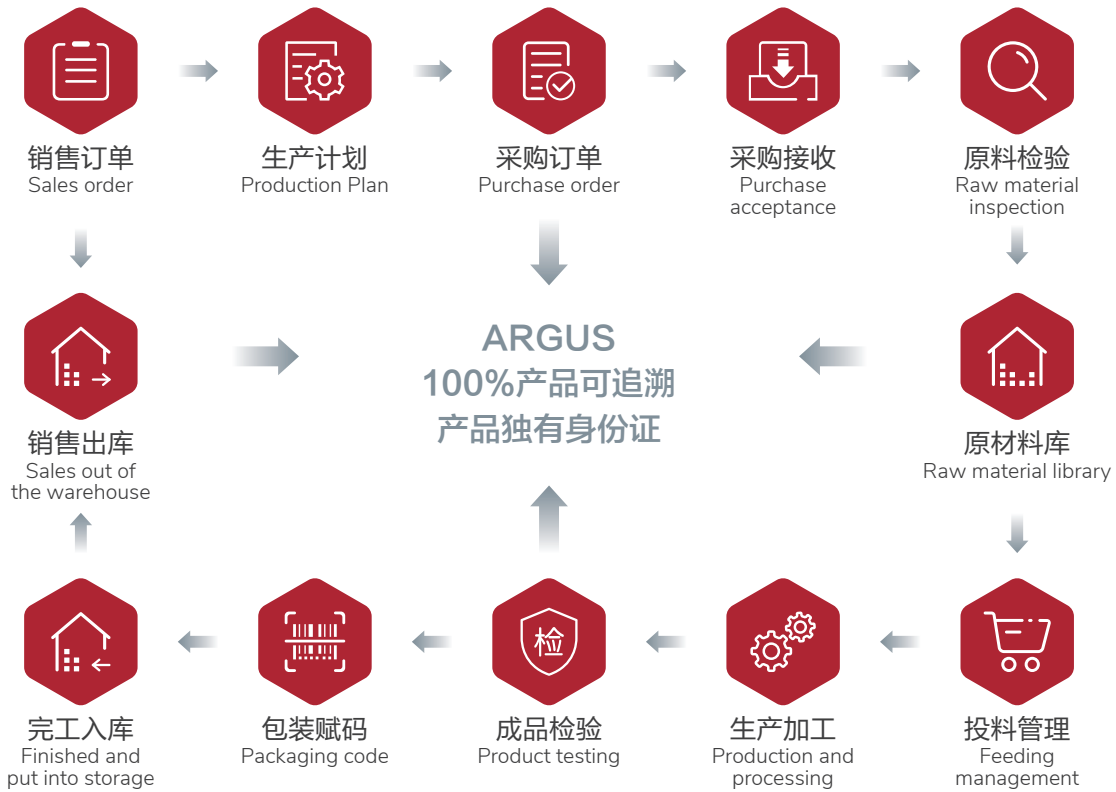 销售订单
Sales order
生产计划
Production Plan
采购订单
Purchase order
采购接收
Purchase
acceptance
原料检验
Raw material
inspection
销售出库
Sales out of
the warehouse
ARGUS
100%产品可追溯
产品独有身份证
原材料库
Raw material library
完工入库
Finished and
put into storage
包装赋码
Packaging code
检
成品检验
Product testing
生产加工
Production and
processing
投料管理
Feeding
management